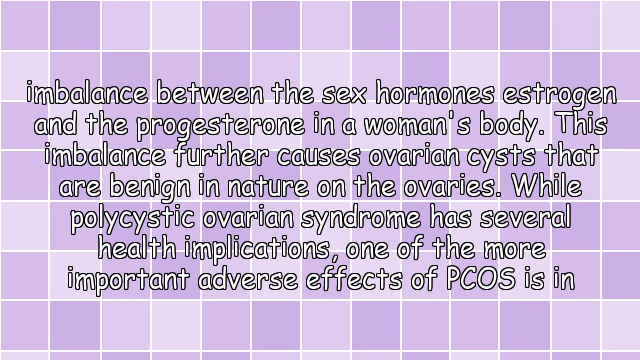 imbalance between the sex hormones estrogen
and the progesterone in a woman's body. This
imbalance further causes ovarian cysts that
are benign in nature on the ovaries. While
polycystic ovarian syndrome has several
health implications, one of the more
important adverse effects of PCOS is in